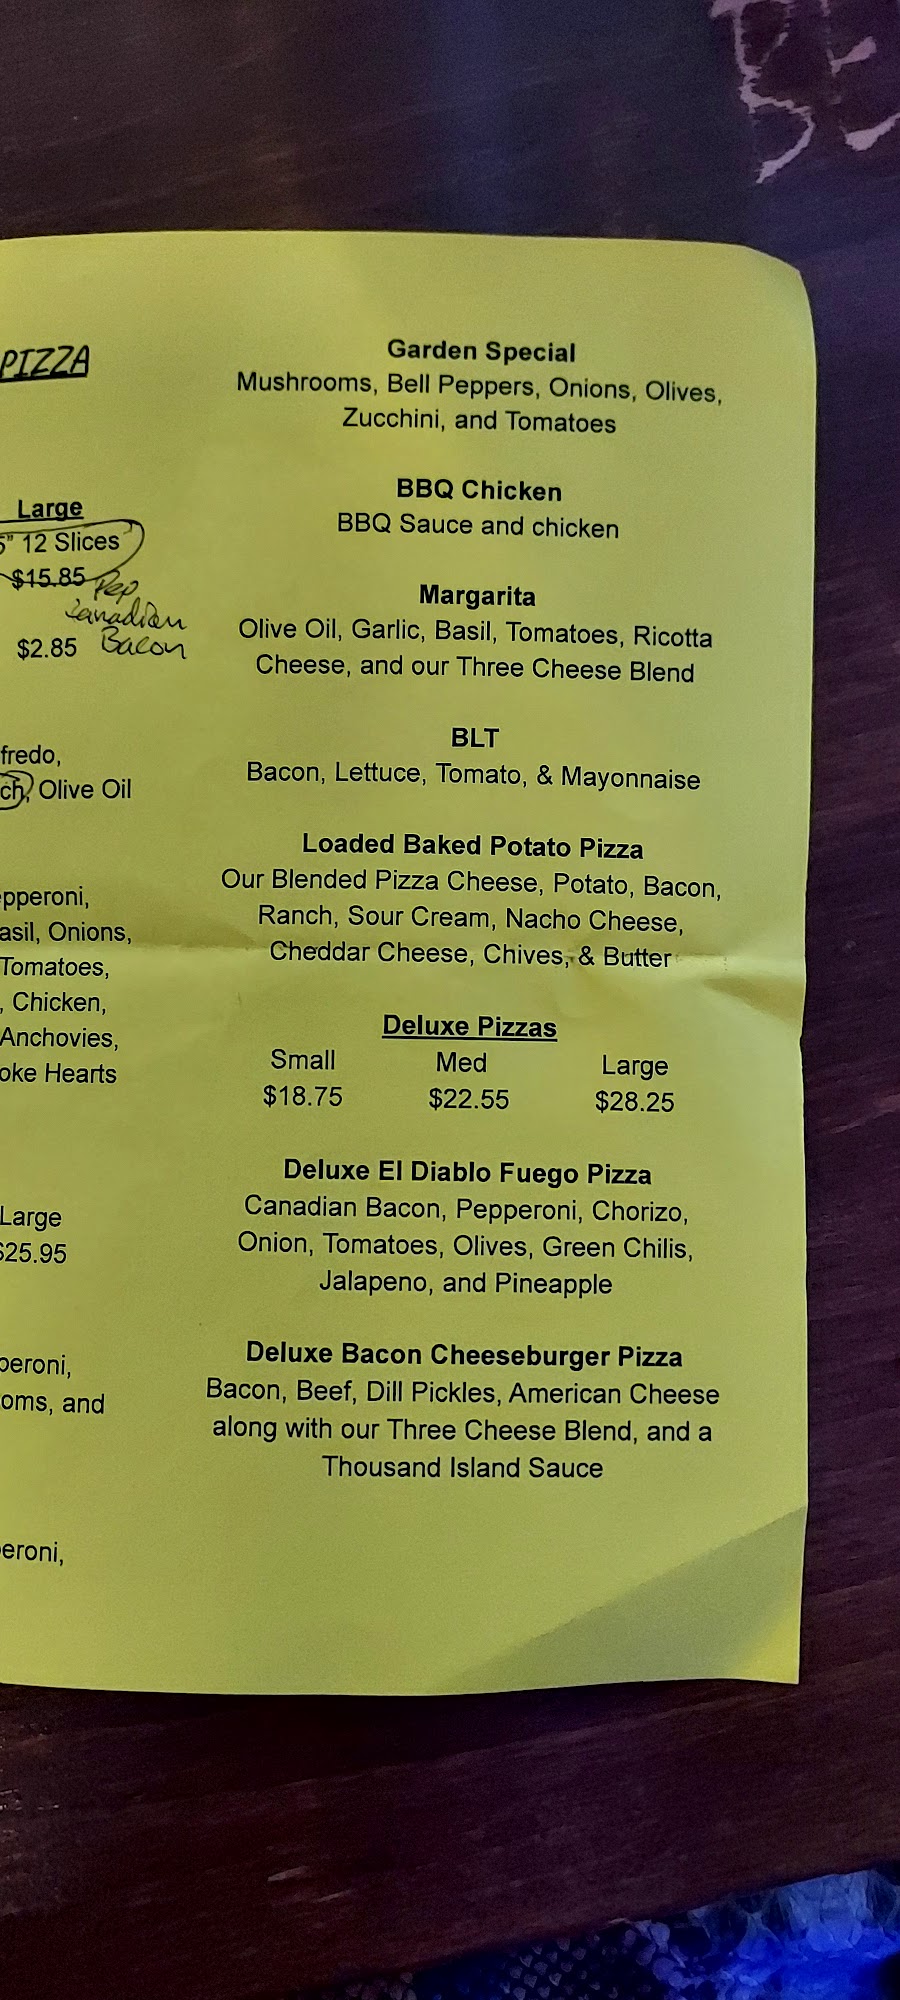 PIZZA
Large
12 Slices
$15.85
Pep
Canadian
Bacon
$2.85
fredo,
ch, Olive Oil
epperoni,
asil, Onions,
Tomatoes,
, Chicken,
Anchovies,
oke Hearts
Large
$25.95
peroni,
oms, and
eroni,
Garden Special
Mushrooms, Bell Peppers, Onions, Olives,
Zucchini, and Tomatoes
BBQ Chicken
BBQ Sauce and chicken
Margarita
Olive Oil, Garlic, Basil, Tomatoes, Ricotta
Cheese, and our Three Cheese Blend
BLT
Bacon, Lettuce, Tomato, & Mayonnaise
Loaded Baked Potato Pizza
Our Blended Pizza Cheese, Potato, Bacon,
Ranch, Sour Cream, Nacho Cheese,
Cheddar Cheese, Chives, & Butter
Deluxe Pizzas
Small Med Large
$18.75 $22.55 $28.25
Deluxe El Diablo Fuego Pizza
Canadian Bacon, Pepperoni, Chorizo,
Onion, Tomatoes, Olives, Green Chilis,
Jalapeno, and Pineapple
Deluxe Bacon Cheeseburger Pizza
Bacon, Beef, Dill Pickles, American Cheese
along with our Three Cheese Blend, and a
Thousand Island Sauce